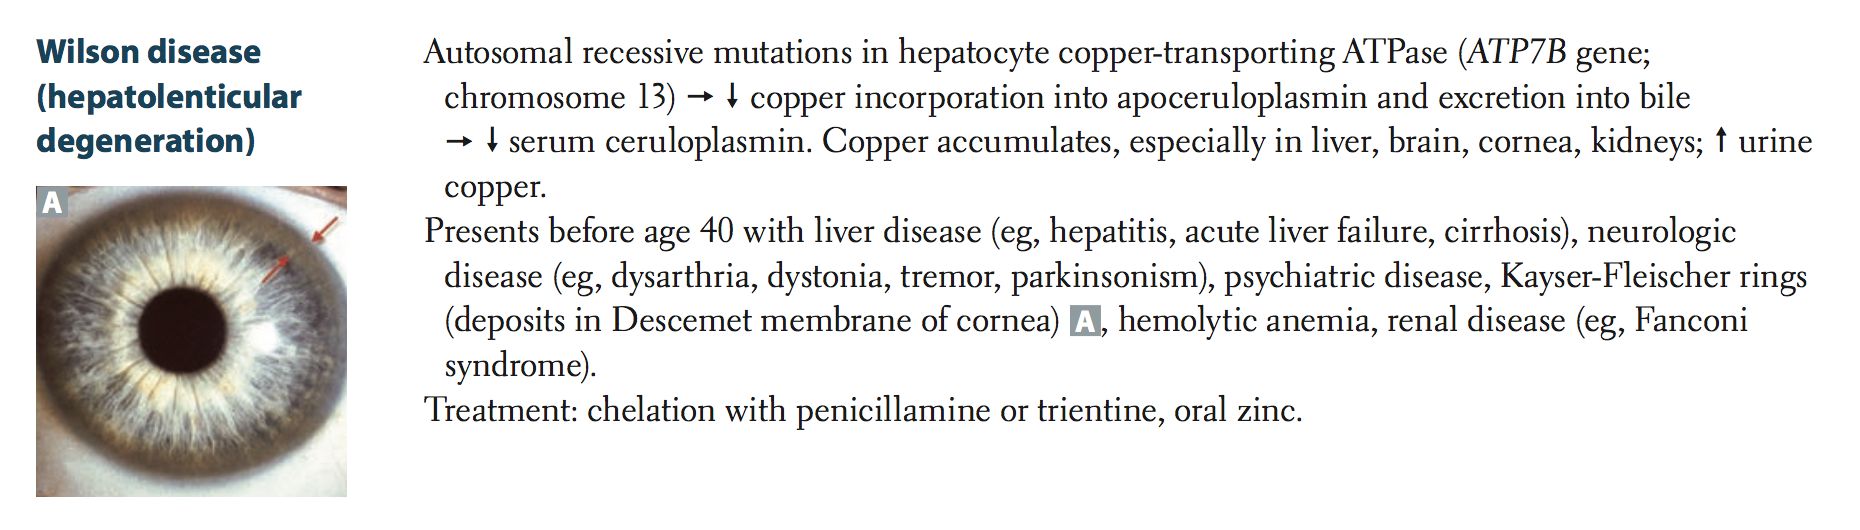 Wilson disease
(hepatolenticular
degeneration)
A
Autosomal recessive mutations in hepatocyte copper-transporting ATPase (ATP7B gene;
chromosome 13) → ↓ copper incorporation into apoceruloplasmin and excretion into bile
→ ↓ serum ceruloplasmin. Copper accumulates, especially in liver, brain, cornea, kidneys; ↑ urine
copper.
Presents before age 40 with liver disease (eg, hepatitis, acute liver failure, cirrhosis), neurologic
disease (eg, dysarthria, dystonia, tremor, parkinsonism), psychiatric disease, Kayser-Fleischer rings
(deposits in Descemet membrane of cornea) A, hemolytic anemia, renal disease (eg, Fanconi
syndrome).
Treatment: chelation with penicillamine or trientine, oral zinc.